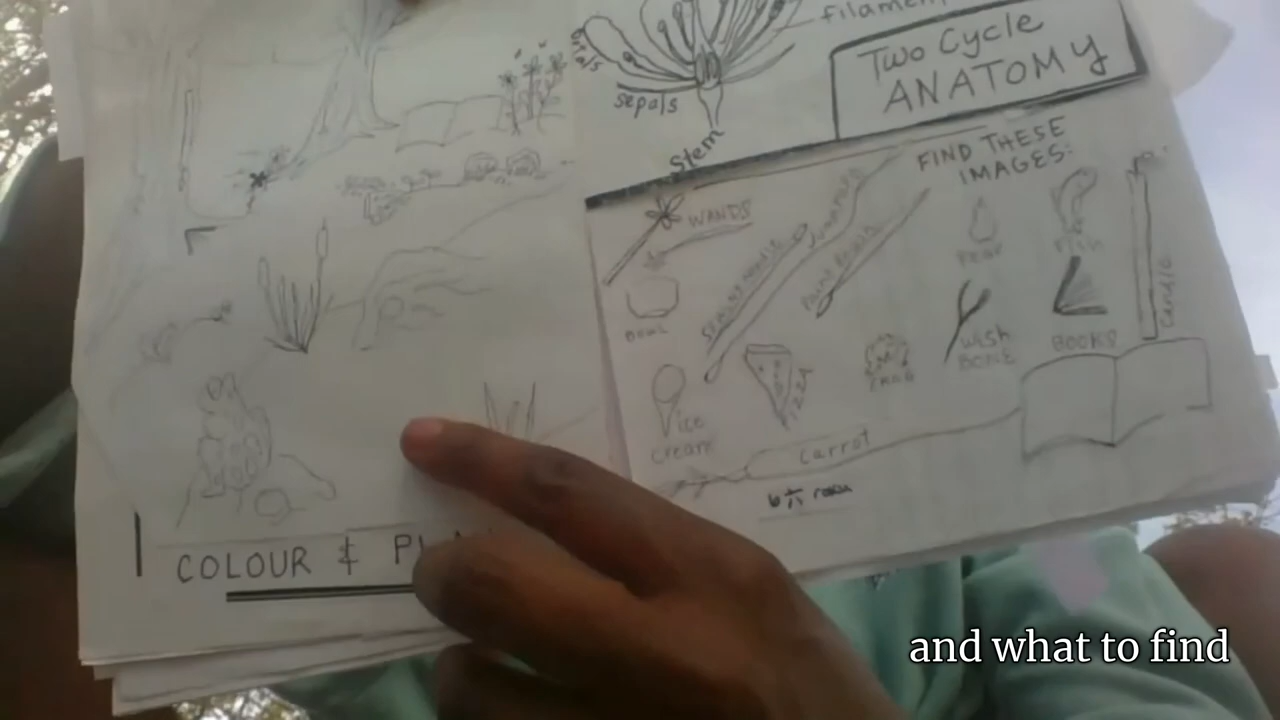 COLOUR &
filament
petals
sepals
Stem
Two Cycle
ANATOMY
FIND THESE
IMAGES:
WANDS
BOWL
paint brush
PEAR
Fish
Candle
WISH
BONE
BOOKS
ice
cream
Pizza
Carrot
and what to find